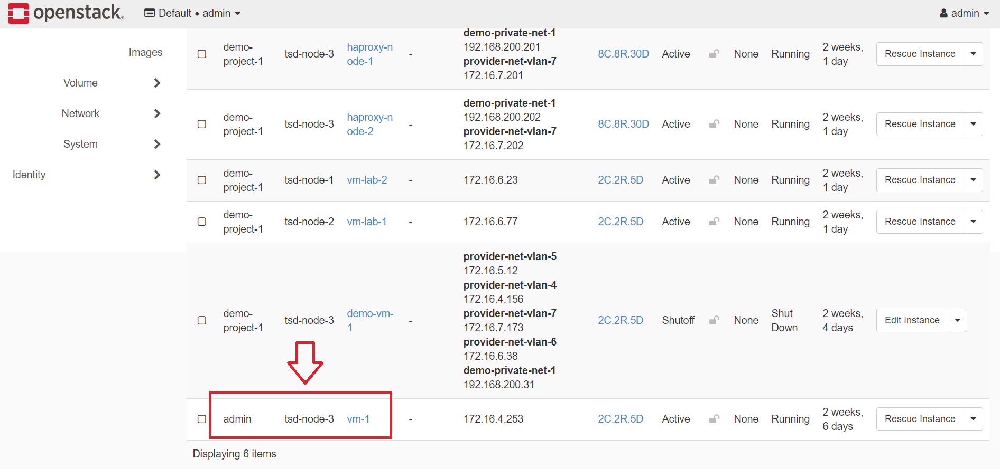 openstack.
Default • admin
admin
Images
Volume
Network
System
Identity
demo-
project-1
tsd-node-3
haproxy-n
ode-1
-
demo-private-net-1
192.168.200.201
provider-net-vlan-7
172.16.7.201
8C.8R.30D
Active
None
Running
2 weeks,
1 day
Rescue Instance
demo-
project-1
tsd-node-3
haproxy-n
ode-2
-
demo-private-net-1
192.168.200.202
provider-net-vlan-7
172.16.7.202
8C.8R.30D
Active
None
Running
2 weeks,
1 day
Rescue Instance
demo-
project-1
tsd-node-1
vm-lab-2
-
172.16.6.23
2C.2R.5D
Active
None
Running
2 weeks,
1 day
Rescue Instance
demo-
project-1
tsd-node-2
vm-lab-1
-
172.16.6.77
2C.2R.5D
Active
None
Running
2 weeks,
1 day
Rescue Instance
demo-
project-1
tsd-node-3
demo-vm-
1
-
provider-net-vlan-5
172.16.5.12
provider-net-vlan-4
172.16.4.156
provider-net-vlan-7
172.16.7.173
provider-net-vlan-6
172.16.6.38
demo-private-net-1
192.168.200.31
2C.2R.5D
Shutoff
None
Shut
Down
2 weeks,
4 days
Edit Instance
admin
tsd-node-3
vm-1
-
172.16.4.253
2C.2R.5D
Active
None
Running
2 weeks,
6 days
Rescue Instance
Displaying 6 items